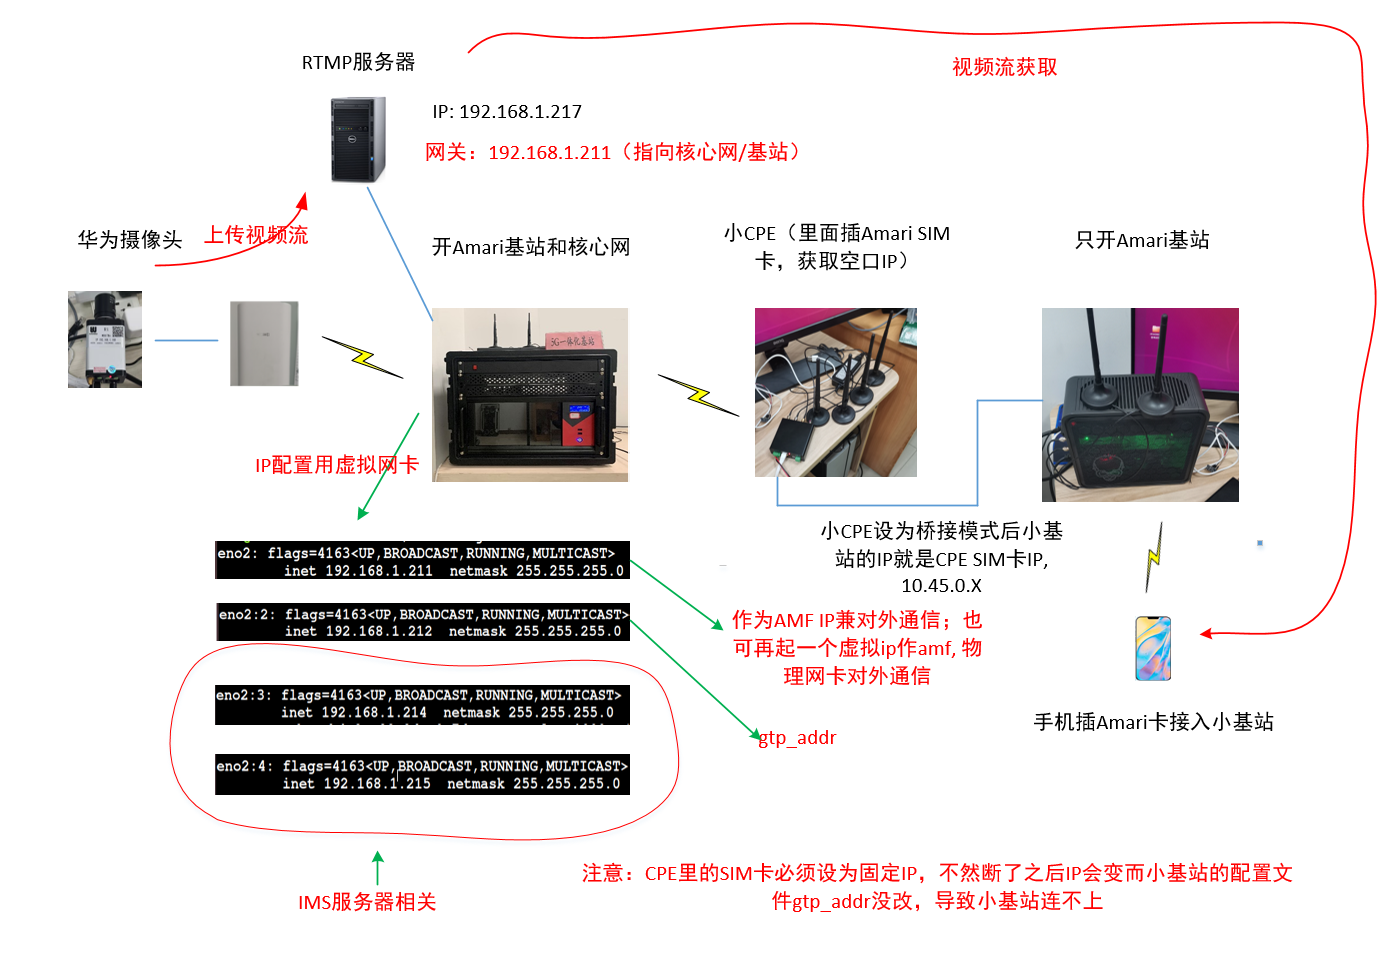 RTMP服务器
视频流获取
IP: 192.168.1.217
网关：192.168.1.211（指向核心网/基站）
华为摄像头
上传视频流
开Amari基站和核心网
小CPE（里面插Amari SIM
卡，获取空口IP）
只开Amari基站
5G一体化基站
IP配置用虚拟网卡
eno2: flags=4163<UP,BROADCAST,RUNNING,MULTICAST>
inet 192.168.1.211 netmask 255.255.255.0
eno2:2: flags=4163<UP,BROADCAST,RUNNING,MULTICAST>
inet 192.168.1.212 netmask 255.255.255.0
eno2:3: flags=4163<UP,BROADCAST,RUNNING,MULTICAST>
inet 192.168.1.214 netmask 255.255.255.0
eno2:4: flags=4163<UP,BROADCAST,RUNNING,MULTICAST>
inet 192.168.1.215 netmask 255.255.255.0
小CPE设为桥接模式后小基
站的IP就是CPE SIM卡IP,
10.45.0.X
作为AMF IP兼对外通信；也
可再起一个虚拟ip作amf, 物
理网卡对外通信
gtp_addr
手机插Amari卡接入小基站
IMS服务器相关
注意：CPE里的SIM卡必须设为固定IP，不然断了之后IP会变而小基站的配置文
件gtp_addr没改，导致小基站连不上